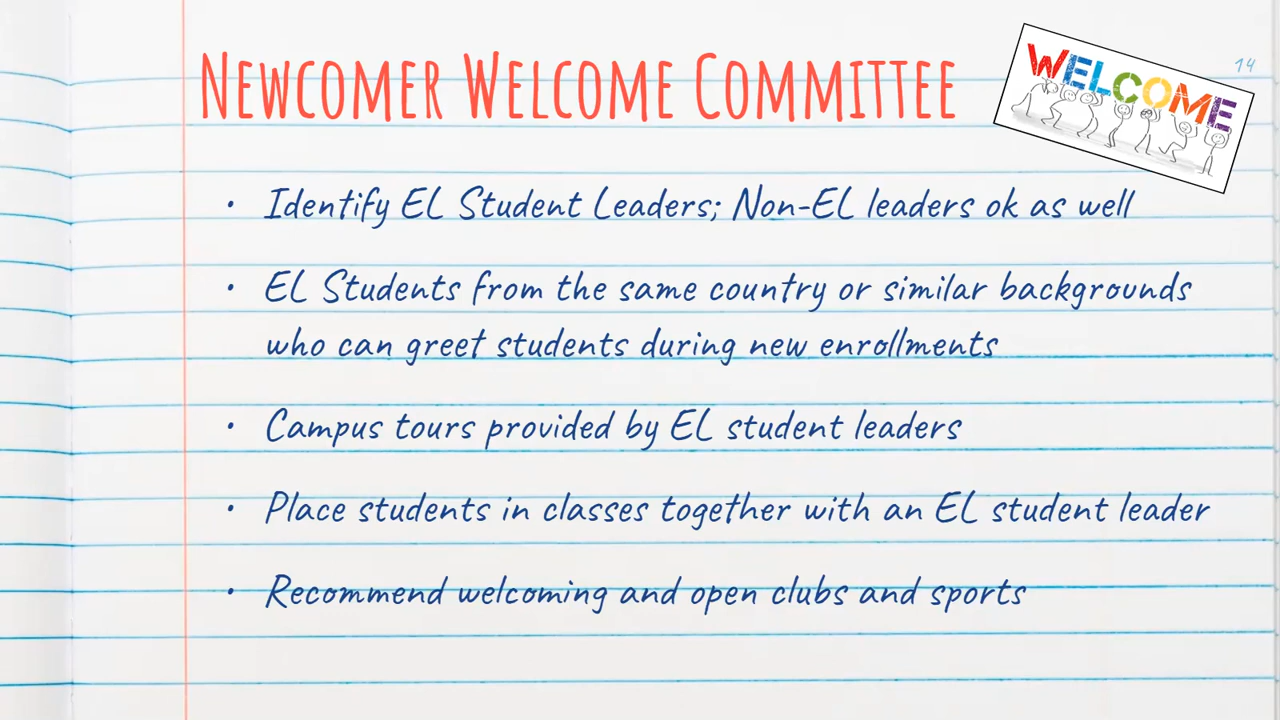 Newcomer Welcome Committee
WELCOME
14
• Identify EL Student Leaders; Non-EL leaders ok as well
• EL Students from the same country or similar backgrounds
who can greet students during new enrollments
• Campus tours provided by EL student leaders
• Place students in classes together with an EL student leader
• Recommend welcoming and open clubs and sports